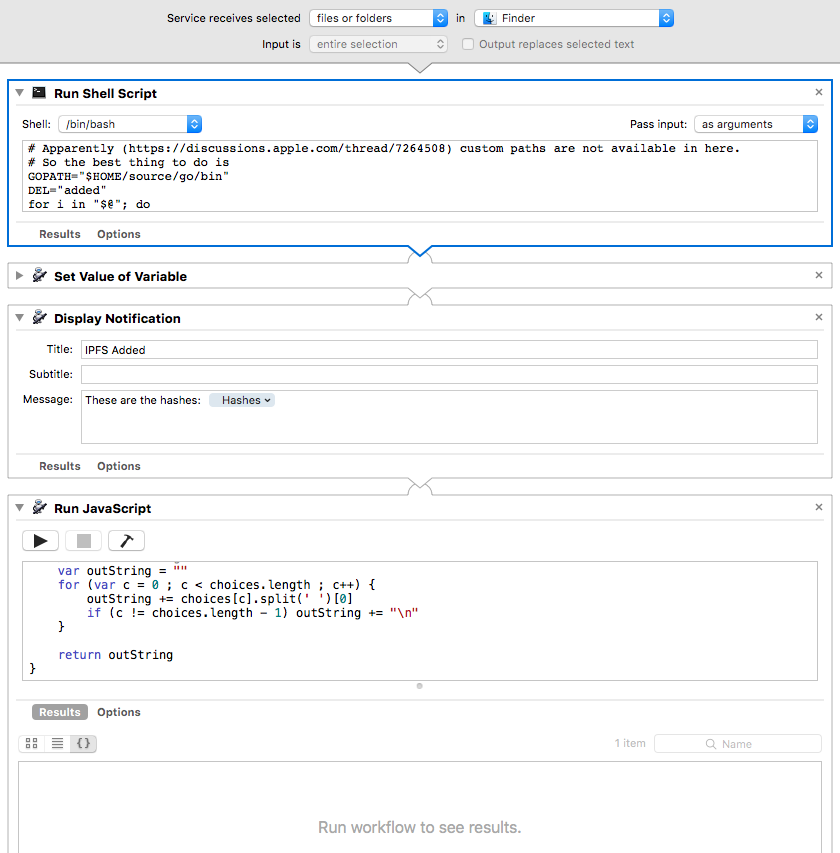 Service receives selected files or folders in Finder
Input is entire selection Output replaces selected text
Run Shell Script
Shell: /bin/bash Pass input: as arguments
# Apparently (https://discussions.apple.com/thread/7264508) custom paths are not available in here.
# So the best thing to do is
GOPATH="$HOME/source/go/bin"
DEL="added"
for i in "$@"; do
Results Options
Set Value of Variable
Display Notification
Title: IPFS Added
Subtitle:
Message: These are the hashes: Hashes
Results Options
Run JavaScript
var outString = ""
for (var c = 0 ; c < choices.length ; c++) {
outString += choices[c].split(' ')[0]
if (c != choices.length - 1) outString += "\n"
}
return outString
}
Results Options
{} 1 item Name
Run workflow to see results.